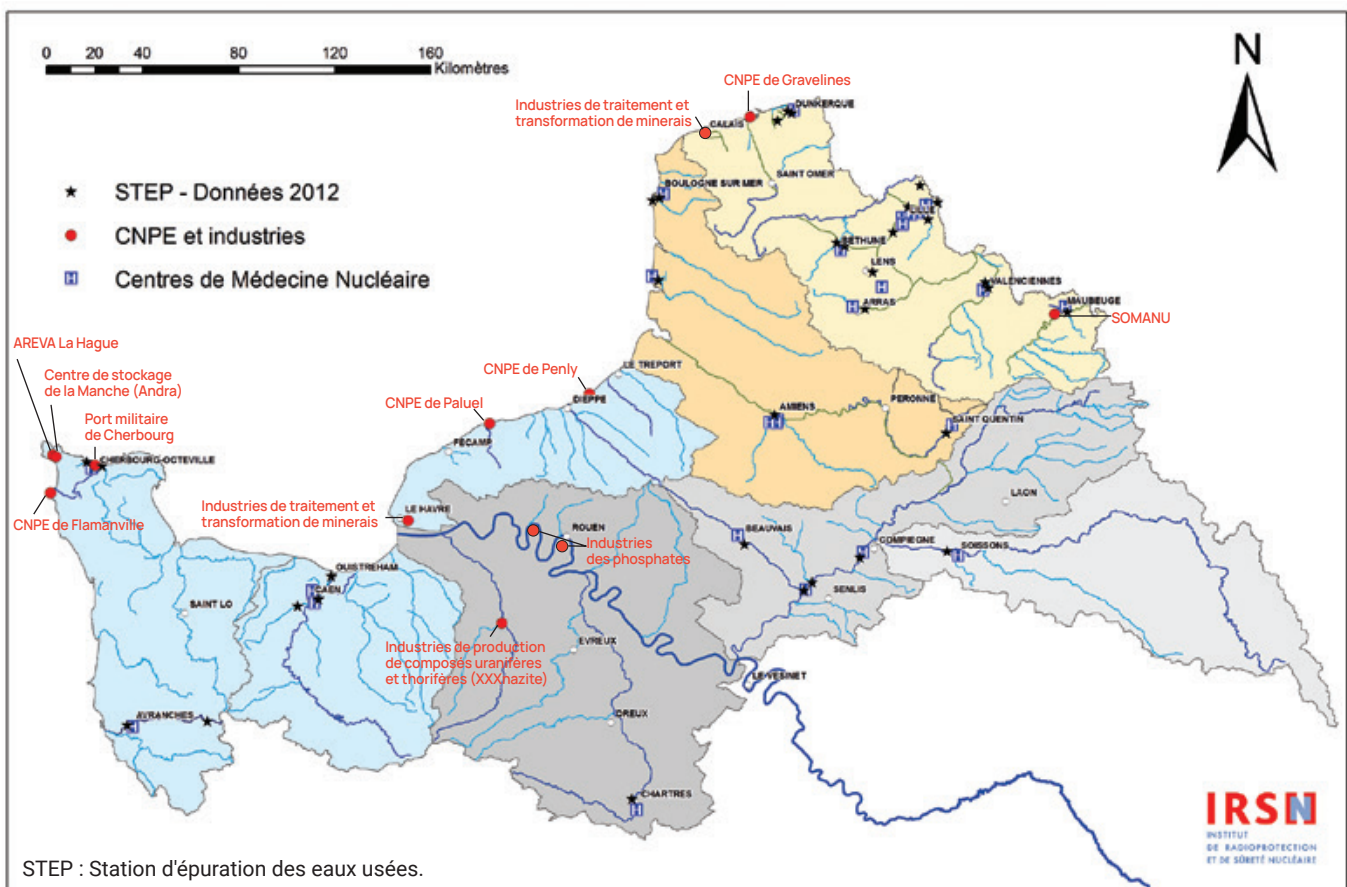 0 20 40 80 120 160
Kilomètres
N
CNPE de Gravelines
Industries de traitement et
transformation de minerais
DUNKERQUE
CALAIS
STEP - Données 2012
CNPE et industries
Centres de Médecine Nucléaire
BOULOGNE SUR MER
SAINT OMER
LILLE
BETHUNE
LENS
ARRAS
VALENCIENNES
MAUBEUGE
SOMANU
AREVA La Hague
Centre de stockage
de la Manche (Andra)
Port militaire
de Cherbourg
CHERBOURG-OCTEVILLE
CNPE de Flamanville
CNPE de Penly
LE TREPORT
DIEPPE
CNPE de Paluel
FECAMP
AMIENS
PERONNE
SAINT QUENTIN
LAON
Industries de traitement et
transformation de minerais
LE HAVRE
ROUEN
Industries
des phosphates
BEAUVAIS
COMPIEGNE
SOISSONS
SENLIS
OUISTREHAM
CAEN
SAINT LO
Industries de production
de composés uranifères
et thorifères (XXXhazite)
EVREUX
LE VESINET
DREUX
AVRANCHES
CHARTRES
IRSN
INSTITUT
DE RADIOPROTECTION
ET DE SÛRETÉ NUCLÉAIRE
STEP : Station d'épuration des eaux usées.